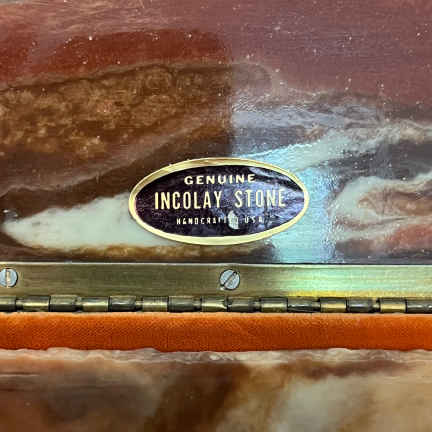 GENUINE
INCOLAY STONE
HANDCRAFTED U.S.A.